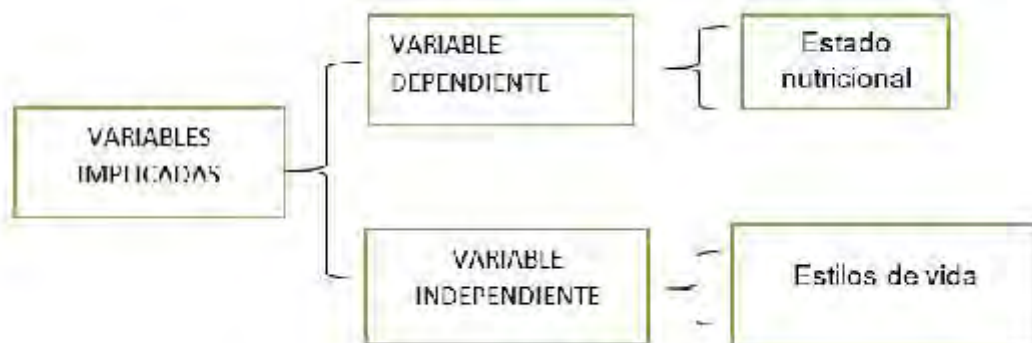 VARIABLES
IMPLICADAS
VARIABLE
DEPENDIENTE
Estado
nutricional
VARIABLE
INDEPENDIENTE
Estilos de vida